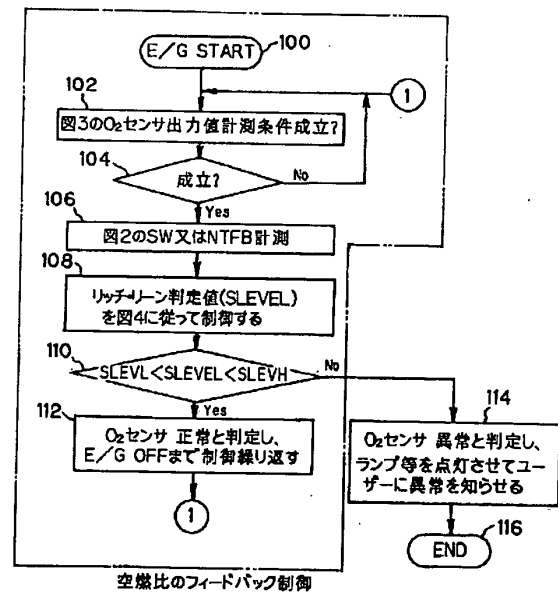 E/G START
100
1
102
図3のO2センサ出力値計測条件成立?
104
成立?
No
Yes
106
図2のSW又はNTFB計測
108
リッチ・リーン判定値(SLEVEL)
を図4に従って制御する
110
SLEVL<SLEVEL<SLEVH
No
Yes
112
O2センサ 正常と判定し、
E/G OFFまで制御繰り返す
1
114
O2センサ 異常と判定し、
ランプ等を点灯させてユー
ザーに異常を知らせる
END
116
空燃比のフィードバック制御